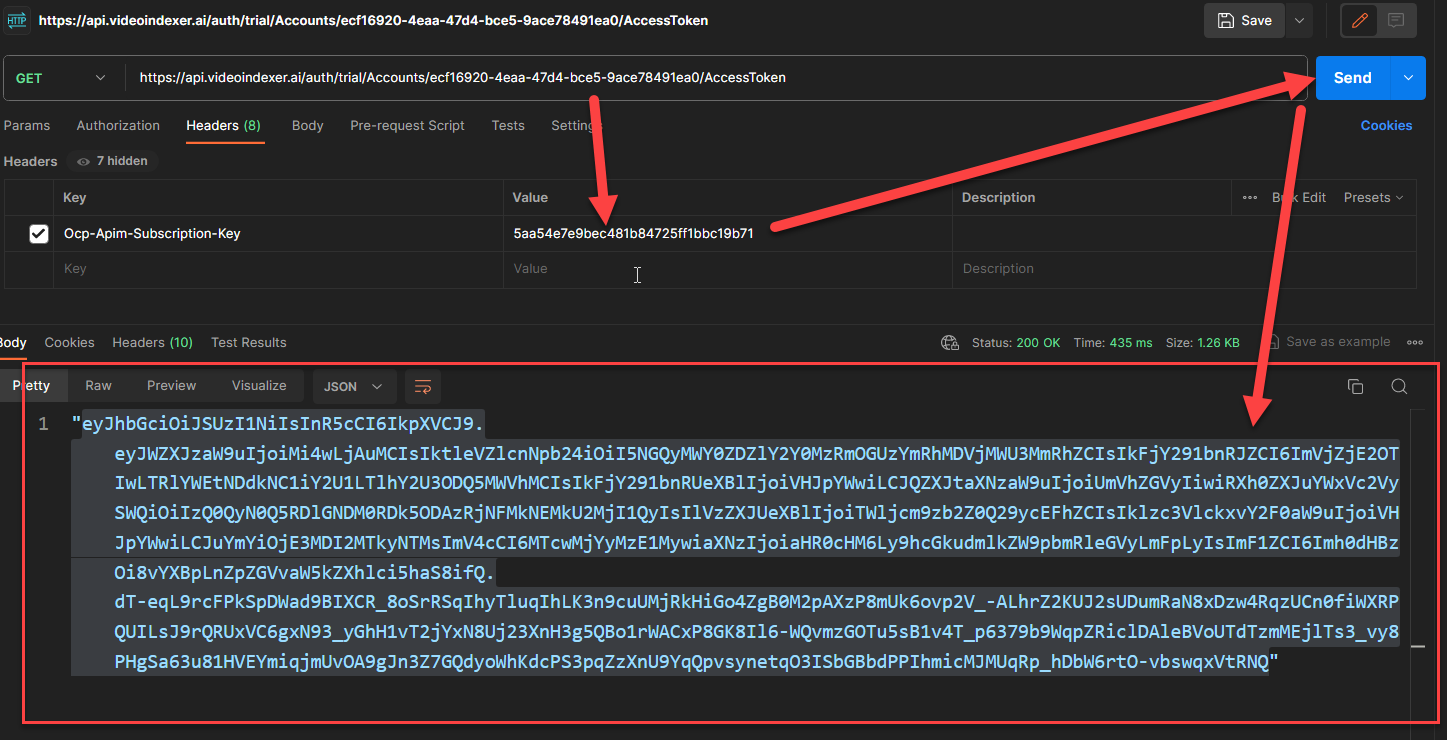 HTTP https://api.videoindexer.ai/auth/trial/Accounts/ecf16920-4eaa-47d4-bce5-9ace78491ea0/AccessToken Save
GET https://api.videoindexer.ai/auth/trial/Accounts/ecf16920-4eaa-47d4-bce5-9ace78491ea0/AccessToken Send
Params Authorization Headers (8) Body Pre-request Script Tests Settings Cookies
Headers 7 hidden
Key Value Description Bulk Edit Presets
Ocp-Apim-Subscription-Key 5aa54e7e9bec481b84725ff1bbc19b71
Key Value Description
Body Cookies Headers (10) Test Results Status: 200 OK Time: 435 ms Size: 1.26 KB Save as example
Pretty Raw Preview Visualize JSON
1 "eyJhbGciOiJSUzI1NiIsInR5cCI6IkpXVCJ9.
eyJWZXJzaW9uIjoiMi4wLjAuMCIsIktleVZlcnNpb24iOiI5NGQyMWY0ZDZlY2Y0MzRmOGUzYmRhMDVjMWU3MmRhZCIsIkFjY291bnRJZCI6ImVjZjE2OT
IwLTRlYWEtNDdkNC1iY2U1LTlhY2U3ODQ5MWVhMCIsIkFjY291bnRUeXBlIjoiVHJpYWwiLCJQZXJtaXNzaW9uIjoiUmVhZGVyIiwiRXh0ZXJuYWxVc2Vy
SWQiOiIzQ0QyN0Q5RDlGNDM0RDk5ODAzRjNFMkNEMkU2MjI1QyIsIlVzZXJUeXBlIjoiTWljcm9zb2Z0Q29ycEFhZCIsIklzc3VlckxvY2F0aW9uIjoiVH
JpYWwiLCJuYmYiOjE3MDI2MTkyNTMsImV4cCI6MTcwMjYyMzE1MywiaXNzIjoiaHR0cHM6Ly9hcGkudmlkZW9pbmRleGVyLmFpLyIsImF1ZCI6Imh0dHBz
Oi8vYXBpLnZpZGVvaW5kZXhlci5haS8ifQ.
dT-eqL9rcFPkSpDWad9BIXCR_8oSrRSqIhyTluqIhLK3n9cuUMjRkHiGo4ZgB0M2pAXzP8mUk6ovp2V_-ALhrZ2KUJ2sUDumRaN8xDzw4RqzUCn0fiWXRP
QUILsJ9rQRUxVC6gxN93_yGhH1vT2jYxN8Uj23XnH3g5QBo1rWACxP8GK8Il6-WQvmzGOTu5sB1v4T_p6379b9WqpZRiclDAleBVoUTdTzmMEjlTs3_vy8
PHgSa63u81HVEYmiqjmUvOA9gJn3Z7GQdyoWhKdcPS3pqZzXnU9YqQpvsynetqO3ISbGBbdPPIhmicMJMUqRp_hDbW6rtO-vbswqxVtRNQ"